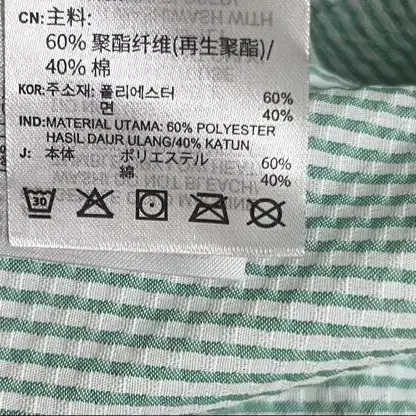 CN:主料:
60% 聚酯纤维(再生聚酯)/
40% 棉
KOR:주소재: 폴리에스터 60%
면 40%
IND:MATERIAL UTAMA: 60% POLYESTER
HASIL DAUR ULANG/40% KATUN
J: 本体 ポリエステル 60%
綿 40%
30